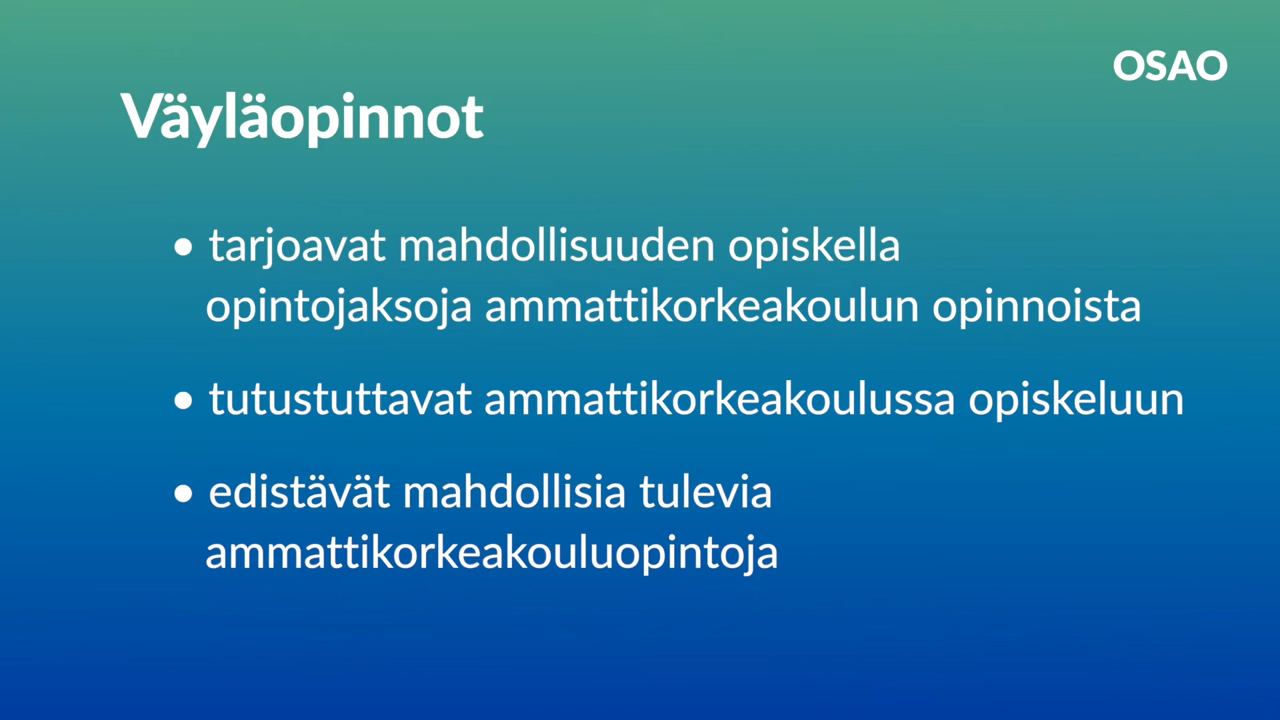 OSAO
Väyläopinnot
• tarjoavat mahdollisuuden opiskella
opintojaksoja ammattikorkeakoulun opinnoista
• tutustuttavat ammattikorkeakoulussa opiskeluun
• edistävät mahdollisia tulevia
ammattikorkeakouluopintoja